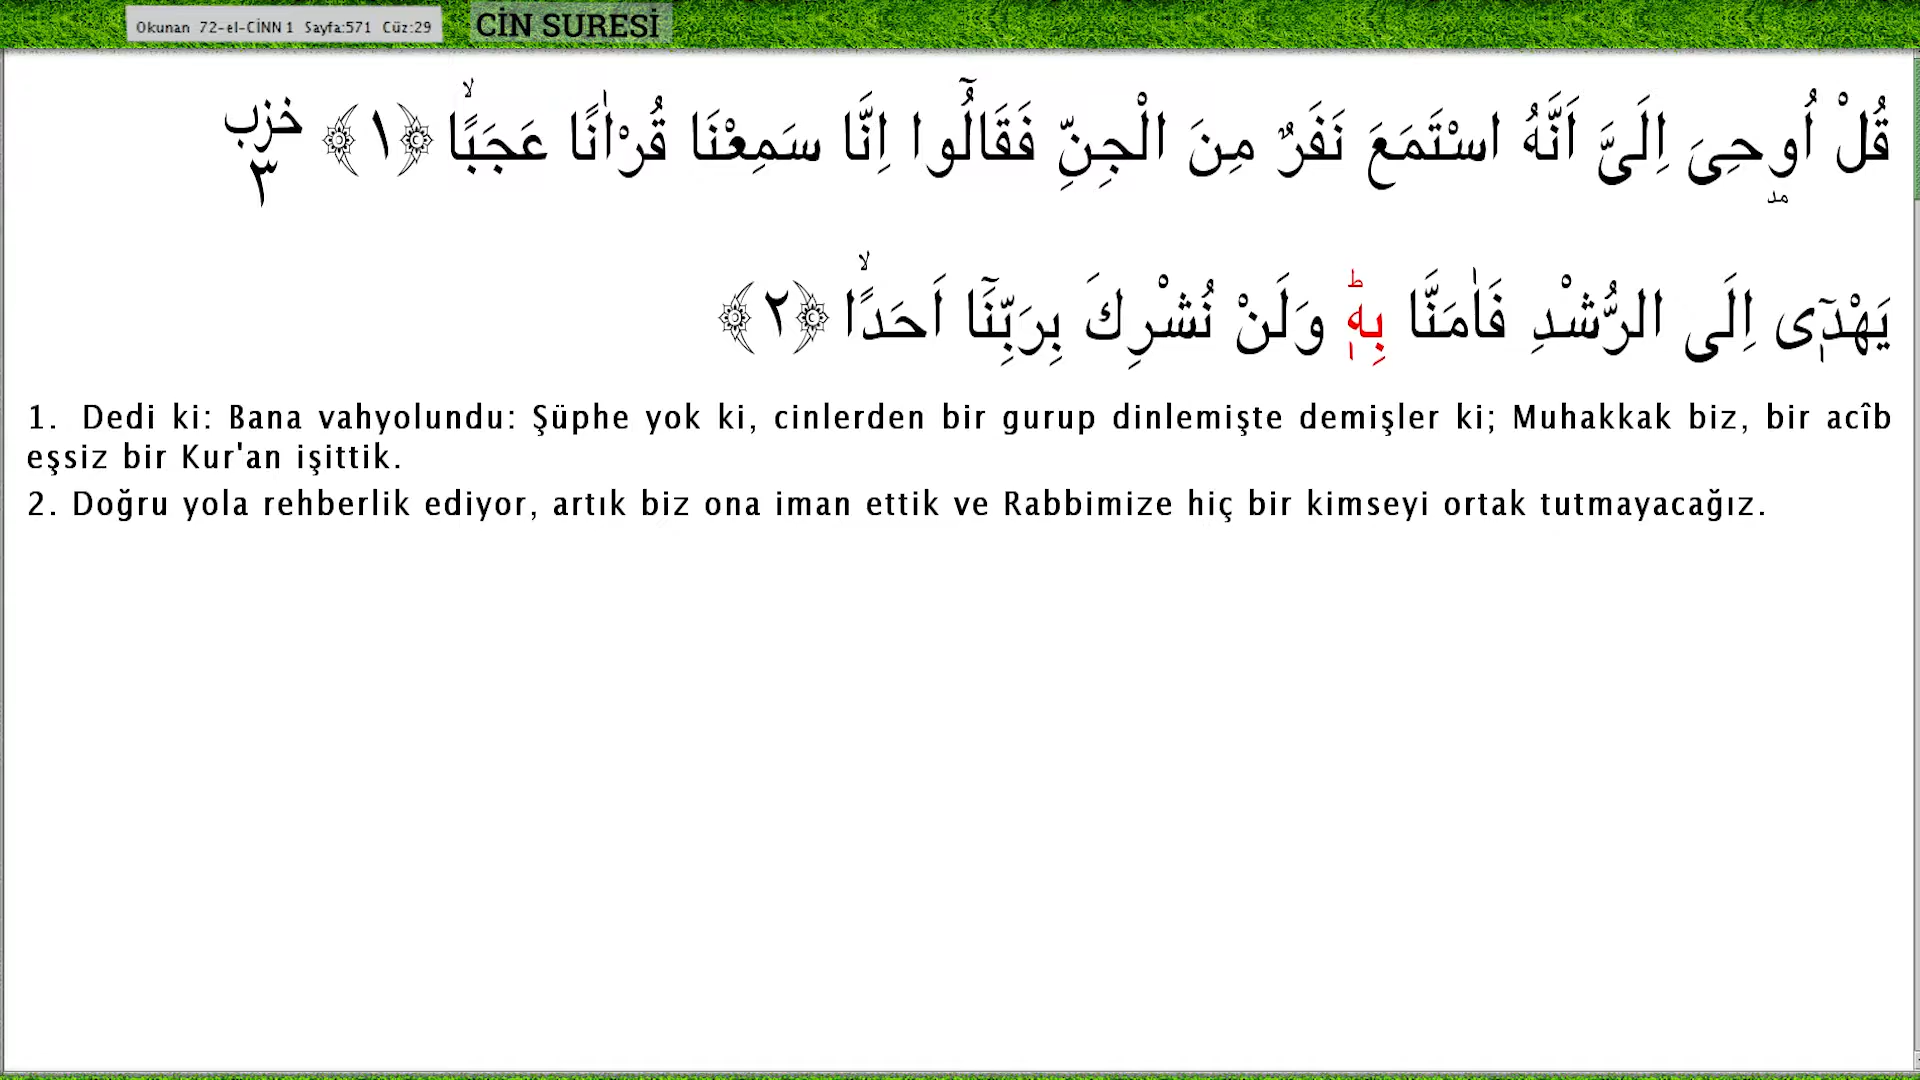 Okunan 72-el-CİNN 1 Sayfa:571 Cüz:29
CİN SURESİ
قُلْ اُو۫حِىَ اِلَىَّ اَنَّهُ اسْتَمَعَ نَفَرٌ مِنَ الْجِنِّ فَقَالُٓوا اِنَّا سَمِعْنَا قُرْاٰنًا عَجَبًاۙ ﴿١﴾ خزب
٣
يَهْدٖٓى اِلَى الرُّشْدِ فَاٰمَنَّا بِهٖؕ وَلَنْ نُشْرِكَ بِرَبِّنَٓا اَحَدًاۙ ﴿٢﴾
1. Dedi ki: Bana vahyolundu: Şüphe yok ki, cinlerden bir gurup dinlemişte demişler ki; Muhakkak biz, bir acîb
eşsiz bir Kur'an işittik.
2. Doğru yola rehberlik ediyor, artık biz ona iman ettik ve Rabbimize hiç bir kimseyi ortak tutmayacağız.